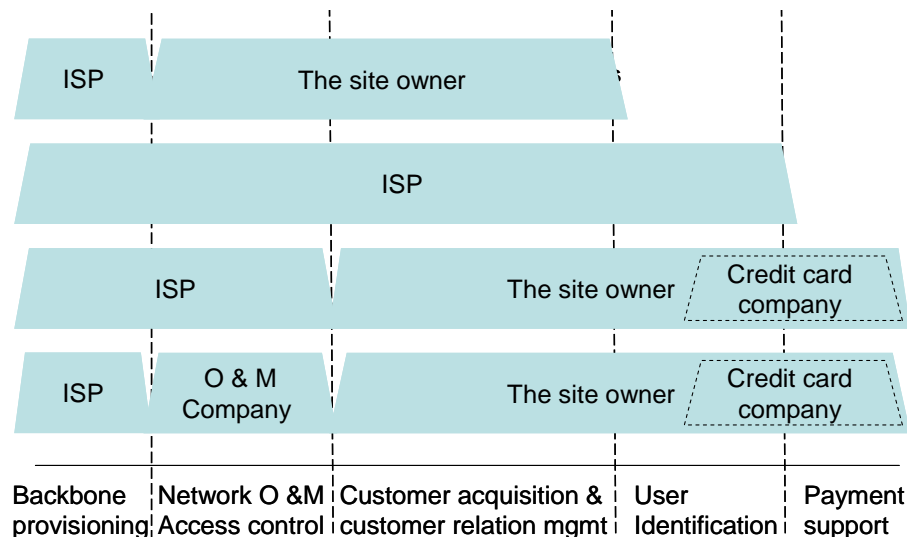 ISP
The site owner
s
ISP
ISP
The site owner
Credit card
company
ISP
O & M
Company
The site owner
Credit card
company
Backbone
provisioning
Network O &M
Access control
Customer acquisition &
customer relation mgmt
User
Identification
Payment
support